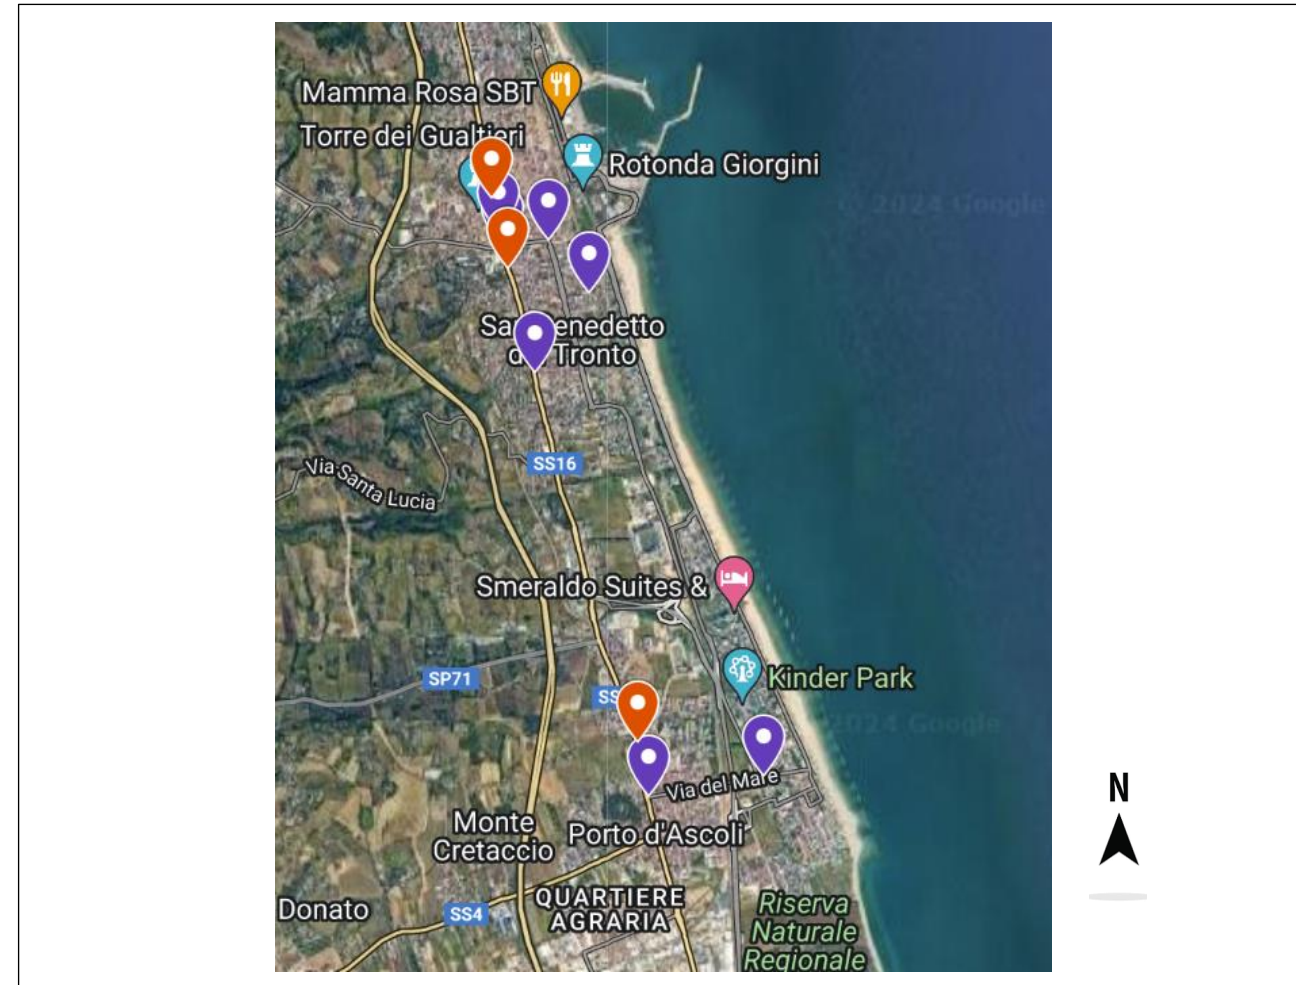 Mamma Rosa SBT
Torre dei Gualtieri
Rotonda Giorgini
© 2024 Google
Tronto
SS16
Via Santa Lucia
Smeraldo Suites &
SP71
Kinder Park
SS
2024 Google
Via del Mare
N
Monte
Cretaccio
Porto d'Ascoli
QUARTIERE
AGRARIA
Donato
SS4
Riserva
Naturale
Regionale